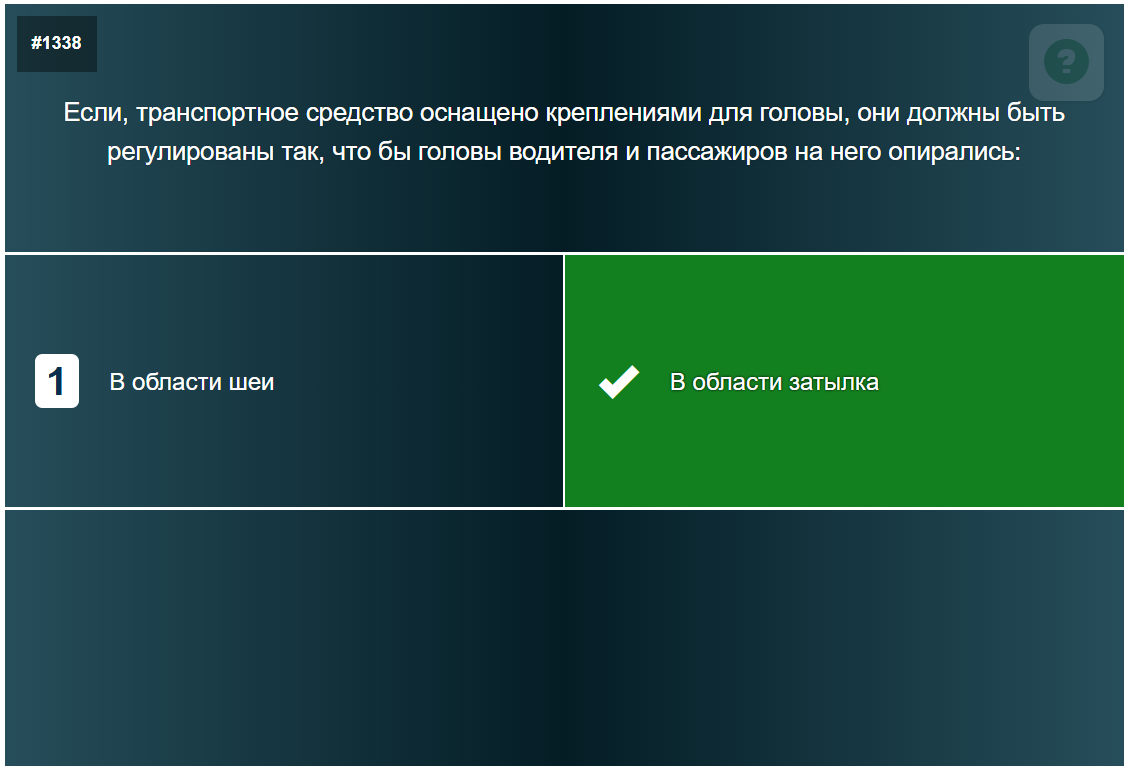 #1338
?
Если, транспортное средство оснащено креплениями для головы, они должны быть
регулированы так, что бы головы водителя и пассажиров на него опирались:
1 В области шеи
В области затылка